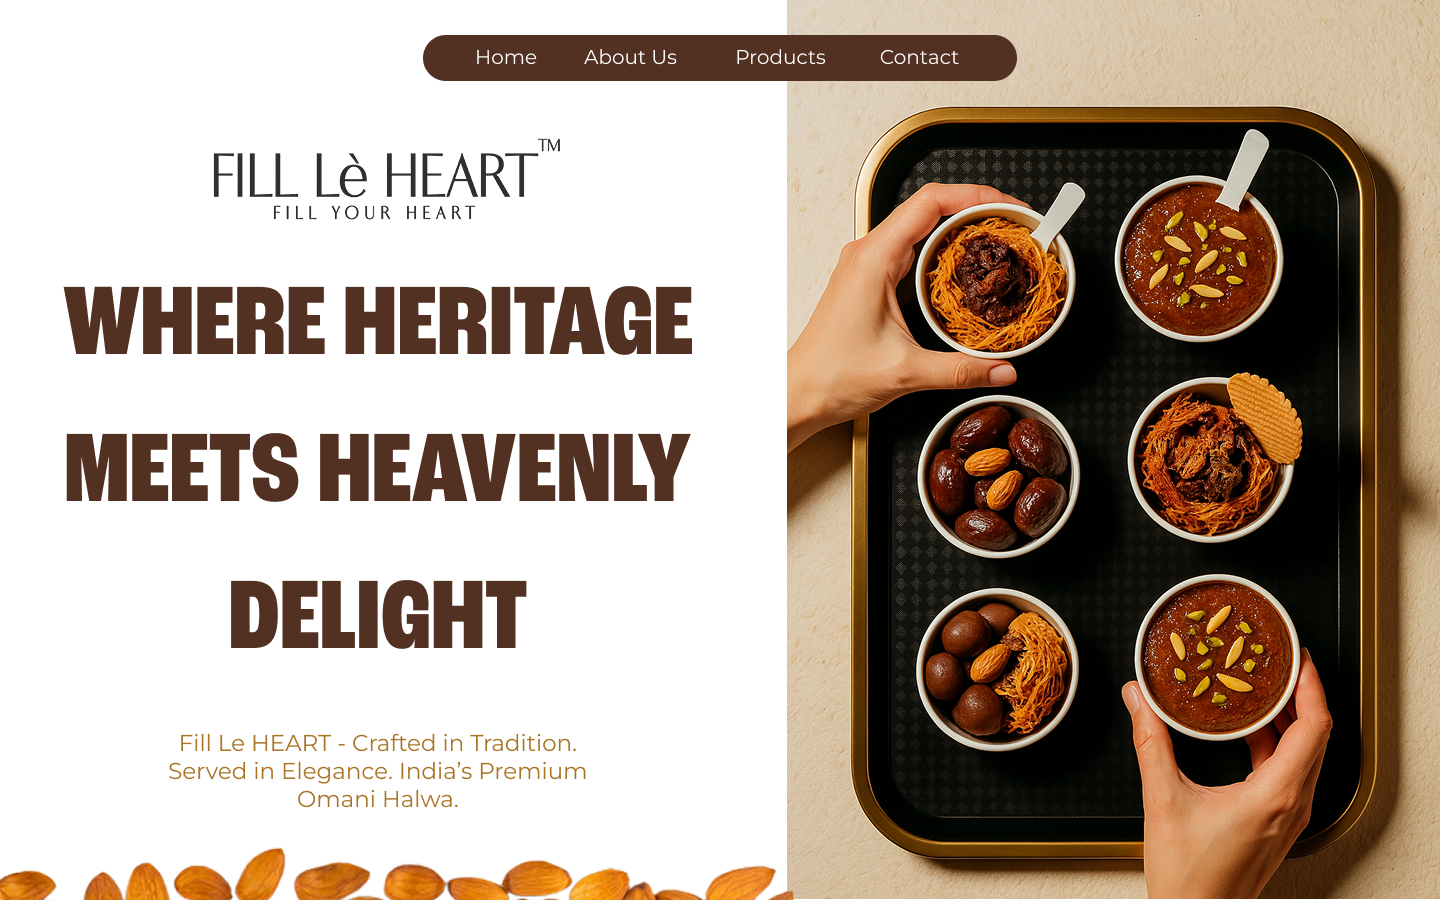 Home About Us Products Contact
FILL Lè HEART™
FILL YOUR HEART
WHERE HERITAGE
MEETS HEAVENLY
DELIGHT
Fill Le HEART - Crafted in Tradition.
Served in Elegance. India’s Premium
Omani Halwa.